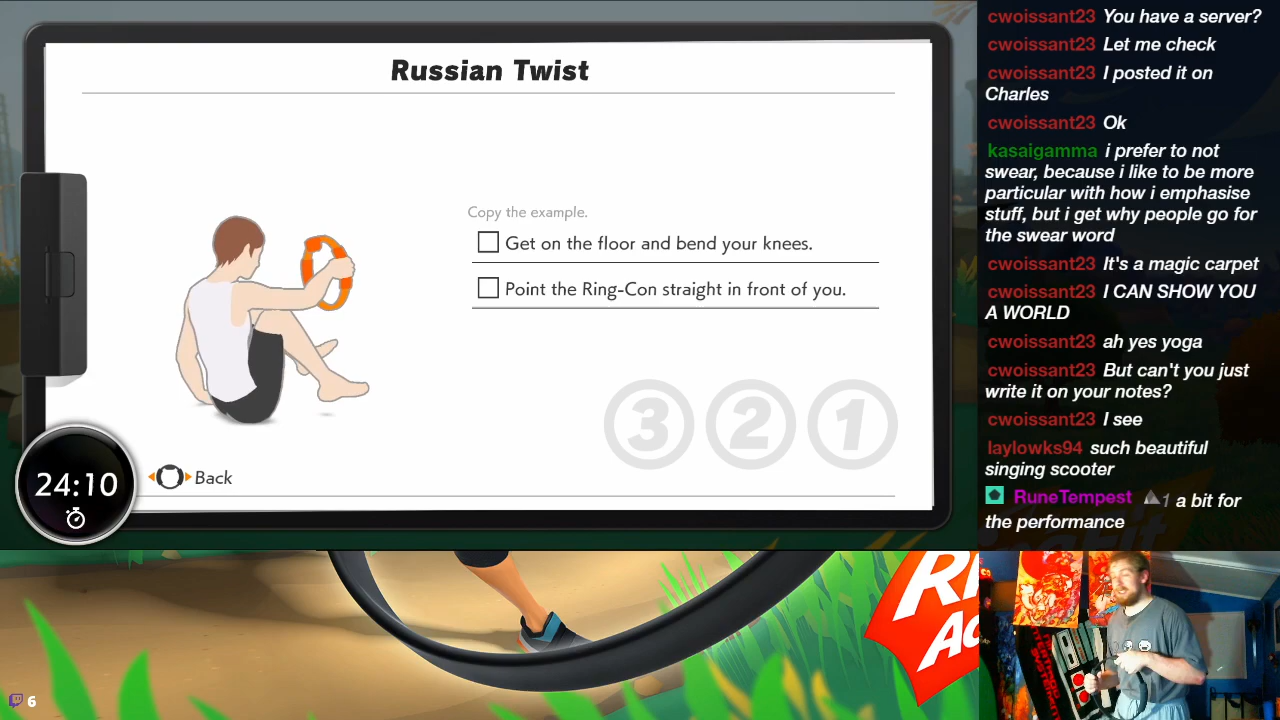 Russian Twist
Copy the example.
Get on the floor and bend your knees.
Point the Ring-Con straight in front of you.
3 2 1
24:10
Back
cwoissant23 You have a server?
cwoissant23 Let me check
cwoissant23 I posted it on
Charles
cwoissant23 Ok
kasaigamma i prefer to not
swear, because i like to be more
particular with how i emphasise
stuff, but i get why people go for
the swear word
cwoissant23 It's a magic carpet
cwoissant23 I CAN SHOW YOU
A WORLD
cwoissant23 ah yes yoga
cwoissant23 But can't you just
write it on your notes?
cwoissant23 I see
laylowks94 such beautiful
singing scooter
RuneTempest 1 a bit for
the performance
6